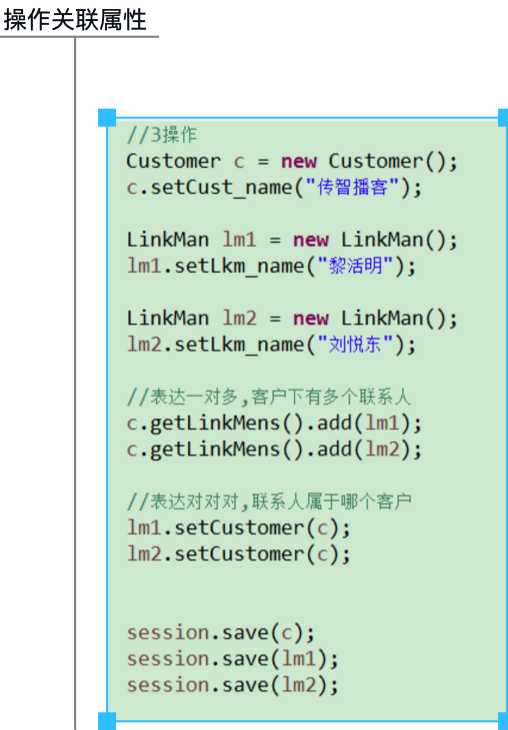 操作关联属性
//3操作
Customer c = new Customer();
c.setCust_name("传智播客");
LinkMan lm1 = new LinkMan();
lm1.setLkm_name("黎活明");
LinkMan lm2 = new LinkMan();
lm2.setLkm_name("刘悦东");
//表达一对多,客户下有多个联系人
c.getLinkMens().add(lm1);
c.getLinkMens().add(lm2);
//表达对对对,联系人属于哪个客户
lm1.setCustomer(c);
lm2.setCustomer(c);
session.save(c);
session.save(lm1);
session.save(lm2);